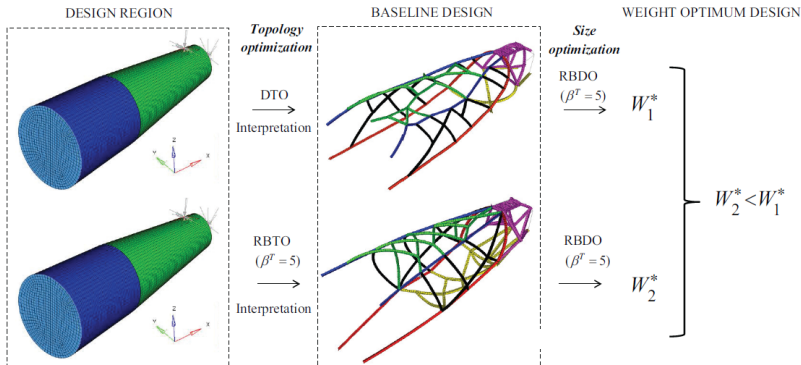 DESIGN REGION
Topology
optimization
BASELINE DESIGN
Size
optimization
WEIGHT OPTIMUM DESIGN
DTO
Interpretation
RBDO
(β^T = 5)
W_1^*
Z
Y
X
W_2^* < W_1^*
RBTO
(β^T = 5)
Interpretation
RBDO
(β^T = 5)
W_2^*
Z
Y
X